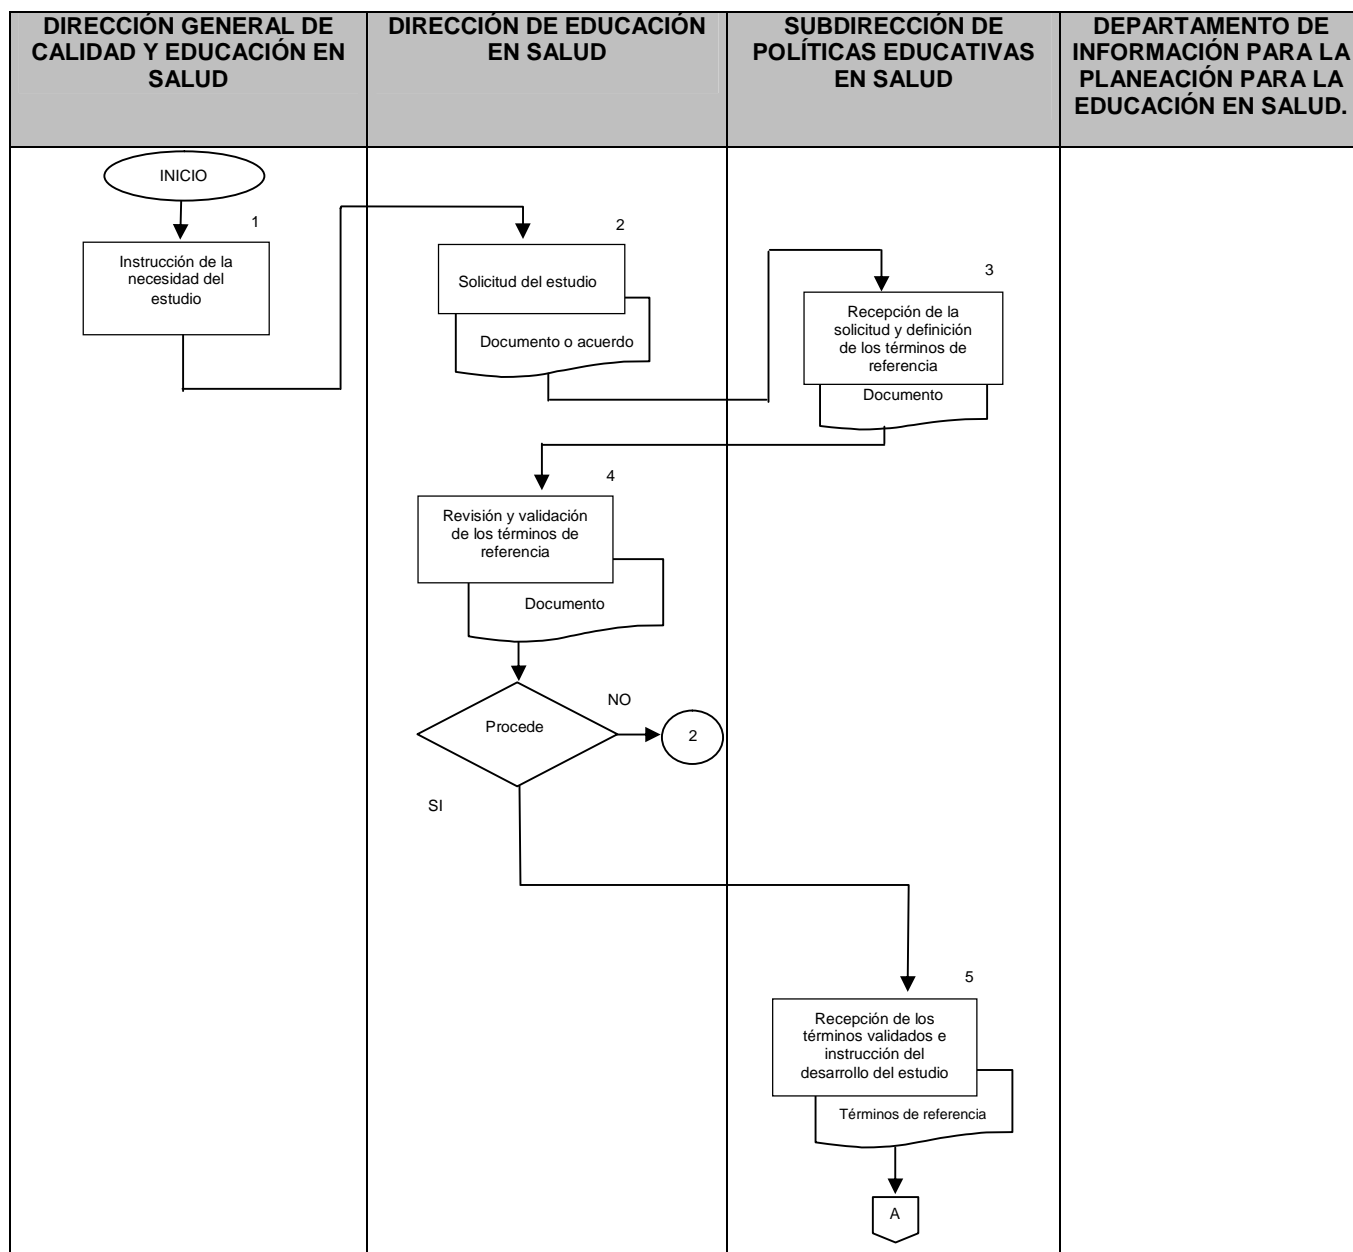 DIRECCIÓN GENERAL DE
CALIDAD Y EDUCACIÓN EN
SALUD
DIRECCIÓN DE EDUCACIÓN
EN SALUD
SUBDIRECCIÓN DE
POLÍTICAS EDUCATIVAS
EN SALUD
DEPARTAMENTO DE
INFORMACIÓN PARA LA
PLANEACIÓN PARA LA
EDUCACIÓN EN SALUD.
INICIO
1
Instrucción de la
necesidad del
estudio
2
Solicitud del estudio
Documento o acuerdo
3
Recepción de la
solicitud y definición
de los términos de
referencia
Documento
4
Revisión y validación
de los términos de
referencia
Documento
Procede
NO
2
SI
5
Recepción de los
términos validados e
instrucción del
desarrollo del estudio
Términos de referencia
A